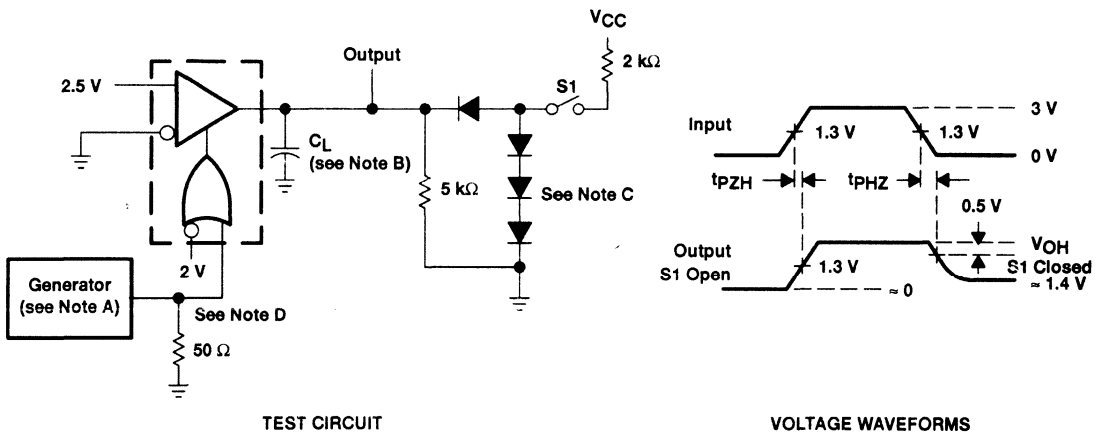 VCC
2 kΩ
Output
S1
2.5 V
CL
(see Note B)
5 kΩ
See Note C
2 V
Generator
(see Note A)
See Note D
50 Ω
TEST CIRCUIT
Input
3 V
1.3 V
1.3 V
0 V
tPZH
tPHZ
0.5 V
Output
S1 Open
VOH
1.3 V
S1 Closed
≈ 1.4 V
≈ 0
VOLTAGE WAVEFORMS